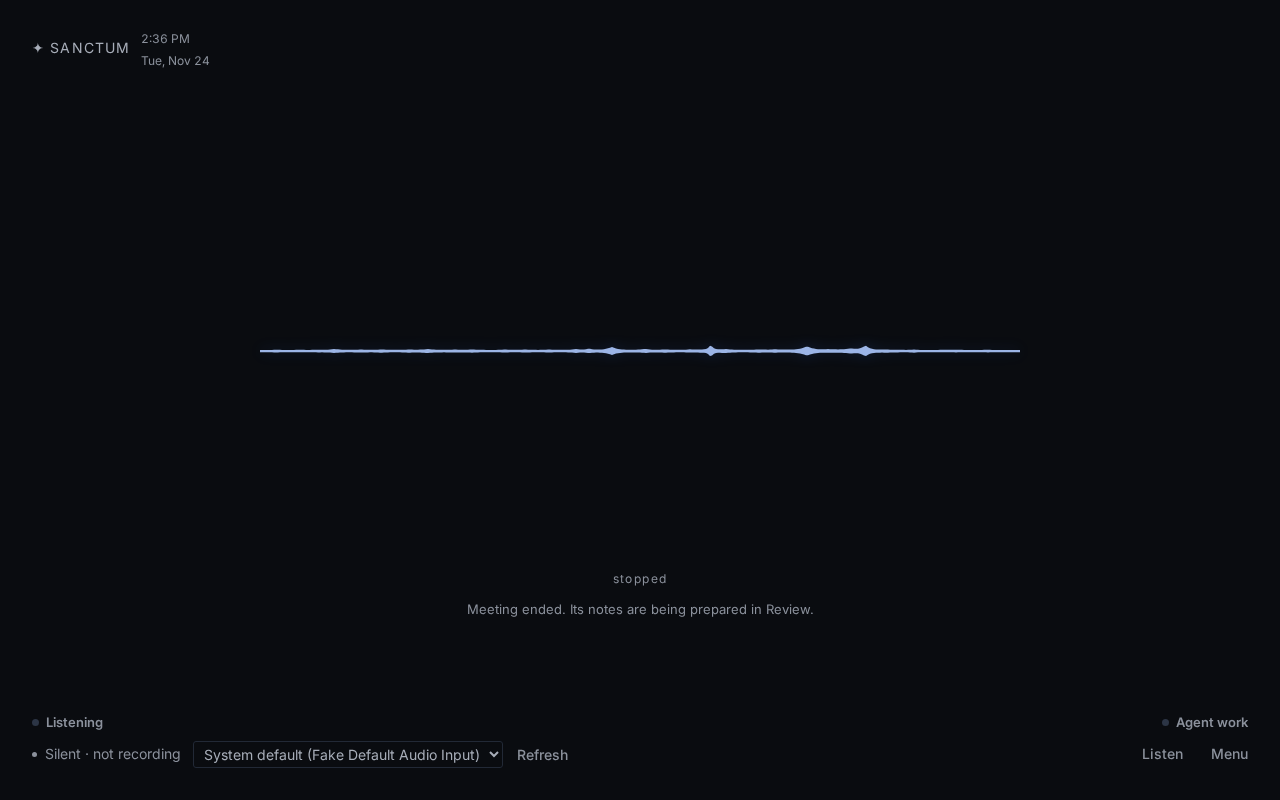 ✦ SANCTUM
2:36 PM
Tue, Nov 24
stopped
Meeting ended. Its notes are being prepared in Review.
Listening
Agent work
Silent · not recording
System default (Fake Default Audio Input)
Refresh
Listen
Menu